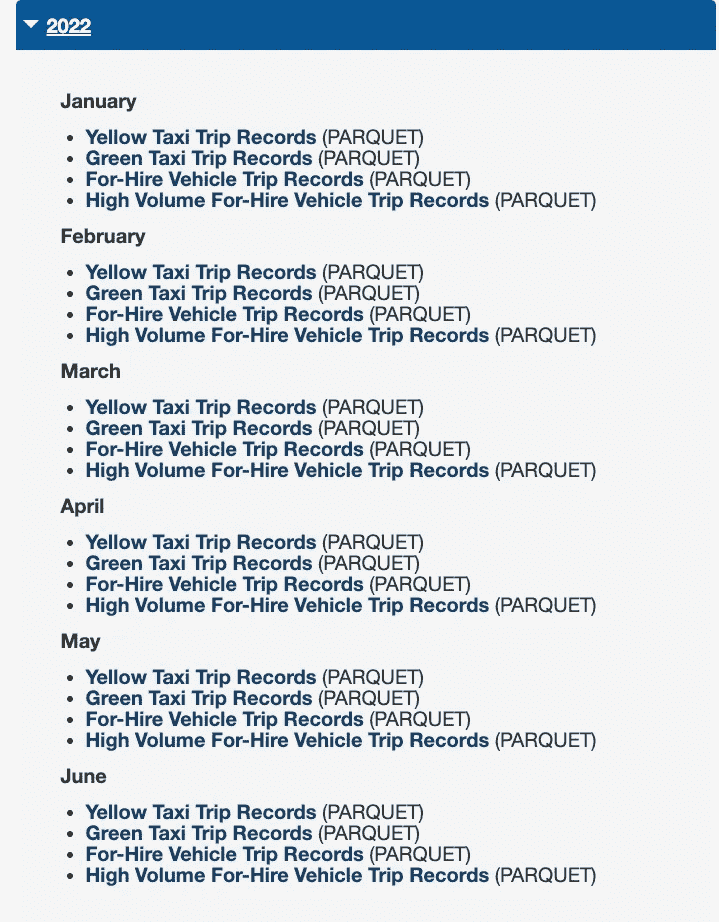 2022
January
Yellow Taxi Trip Records (PARQUET)
Green Taxi Trip Records (PARQUET)
For-Hire Vehicle Trip Records (PARQUET)
High Volume For-Hire Vehicle Trip Records (PARQUET)
February
Yellow Taxi Trip Records (PARQUET)
Green Taxi Trip Records (PARQUET)
For-Hire Vehicle Trip Records (PARQUET)
High Volume For-Hire Vehicle Trip Records (PARQUET)
March
Yellow Taxi Trip Records (PARQUET)
Green Taxi Trip Records (PARQUET)
For-Hire Vehicle Trip Records (PARQUET)
High Volume For-Hire Vehicle Trip Records (PARQUET)
April
Yellow Taxi Trip Records (PARQUET)
Green Taxi Trip Records (PARQUET)
For-Hire Vehicle Trip Records (PARQUET)
High Volume For-Hire Vehicle Trip Records (PARQUET)
May
Yellow Taxi Trip Records (PARQUET)
Green Taxi Trip Records (PARQUET)
For-Hire Vehicle Trip Records (PARQUET)
High Volume For-Hire Vehicle Trip Records (PARQUET)
June
Yellow Taxi Trip Records (PARQUET)
Green Taxi Trip Records (PARQUET)
For-Hire Vehicle Trip Records (PARQUET)
High Volume For-Hire Vehicle Trip Records (PARQUET)